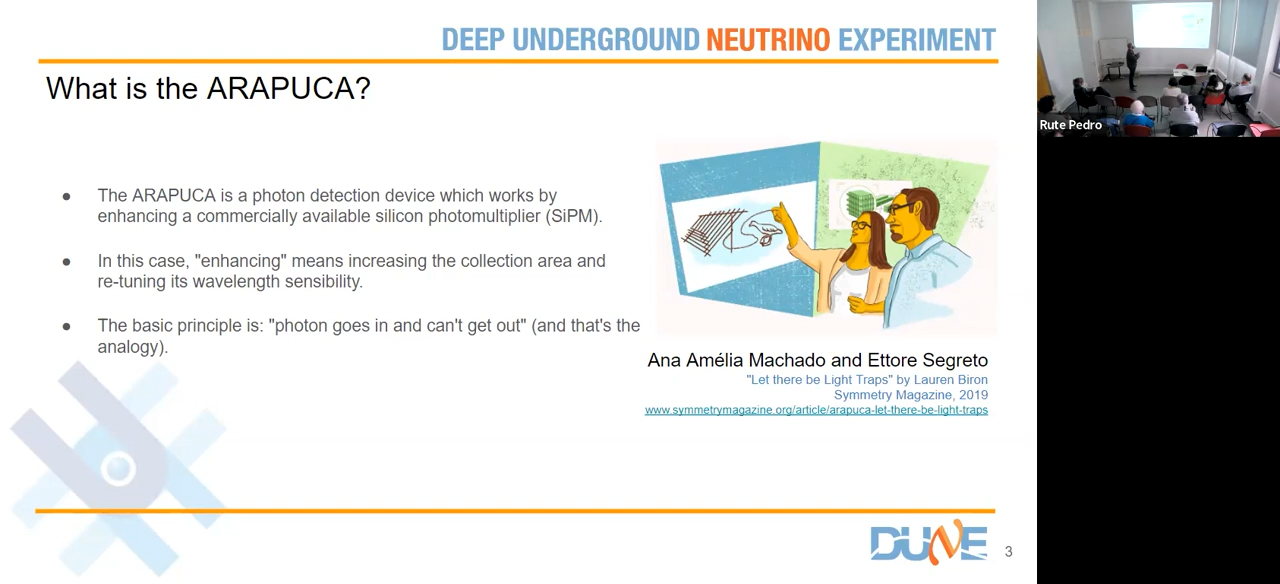 DEEP UNDERGROUND NEUTRINO EXPERIMENT
What is the ARAPUCA?
● The ARAPUCA is a photon detection device which works by
enhancing a commercially available silicon photomultiplier (SiPM).
● In this case, "enhancing" means increasing the collection area and
re-tuning its wavelength sensibility.
● The basic principle is: "photon goes in and can't get out" (and that's the
analogy).
Ana Amélia Machado and Ettore Segreto
"Let there be Light Traps" by Lauren Biron
Symmetry Magazine, 2019
www.symmetrymagazine.org/article/arapuca-let-there-be-light-traps
DUNE
3
Rute Pedro